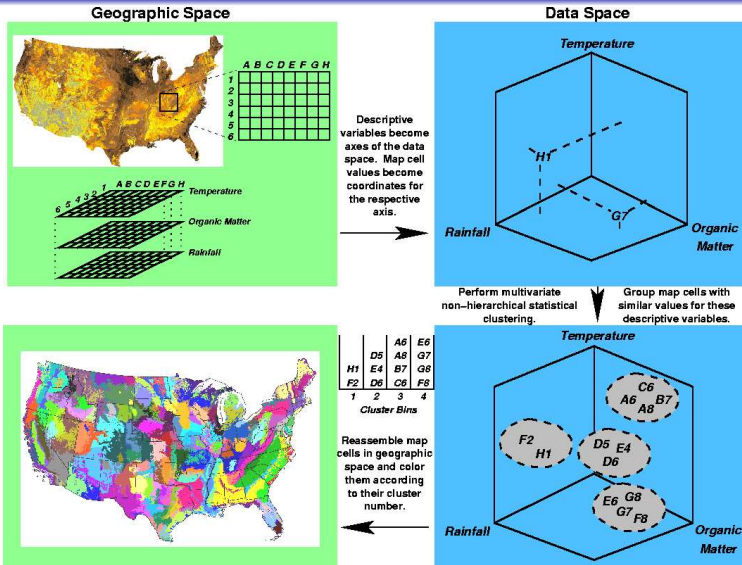 Geographic Space
Data Space
A B C D E F G H
1
2
3
4
5
6
6 5 4 3 2 1 A B C D E F G H
Temperature
Organic Matter
Rainfall
Descriptive
variables become
axes of the data
space. Map cell
values become
coordinates for
the respective
axis.
Temperature
H1
G7
Rainfall
Organic
Matter
Perform multivariate
non-hierarchical statistical
clustering.
Group map cells with
similar values for these
descriptive variables.
A6 E6
D5 A8 G7
H1 E4 B7 G8
F2 D6 C6 F8
1 2 3 4
Cluster Bins
Reassemble map
cells in geographic
space and color
them according
to their cluster
number.
Temperature
C6
A6 B7
A8
F2
H1
D5 E4
D6
E6 G8
G7 F8
Rainfall
Organic
Matter